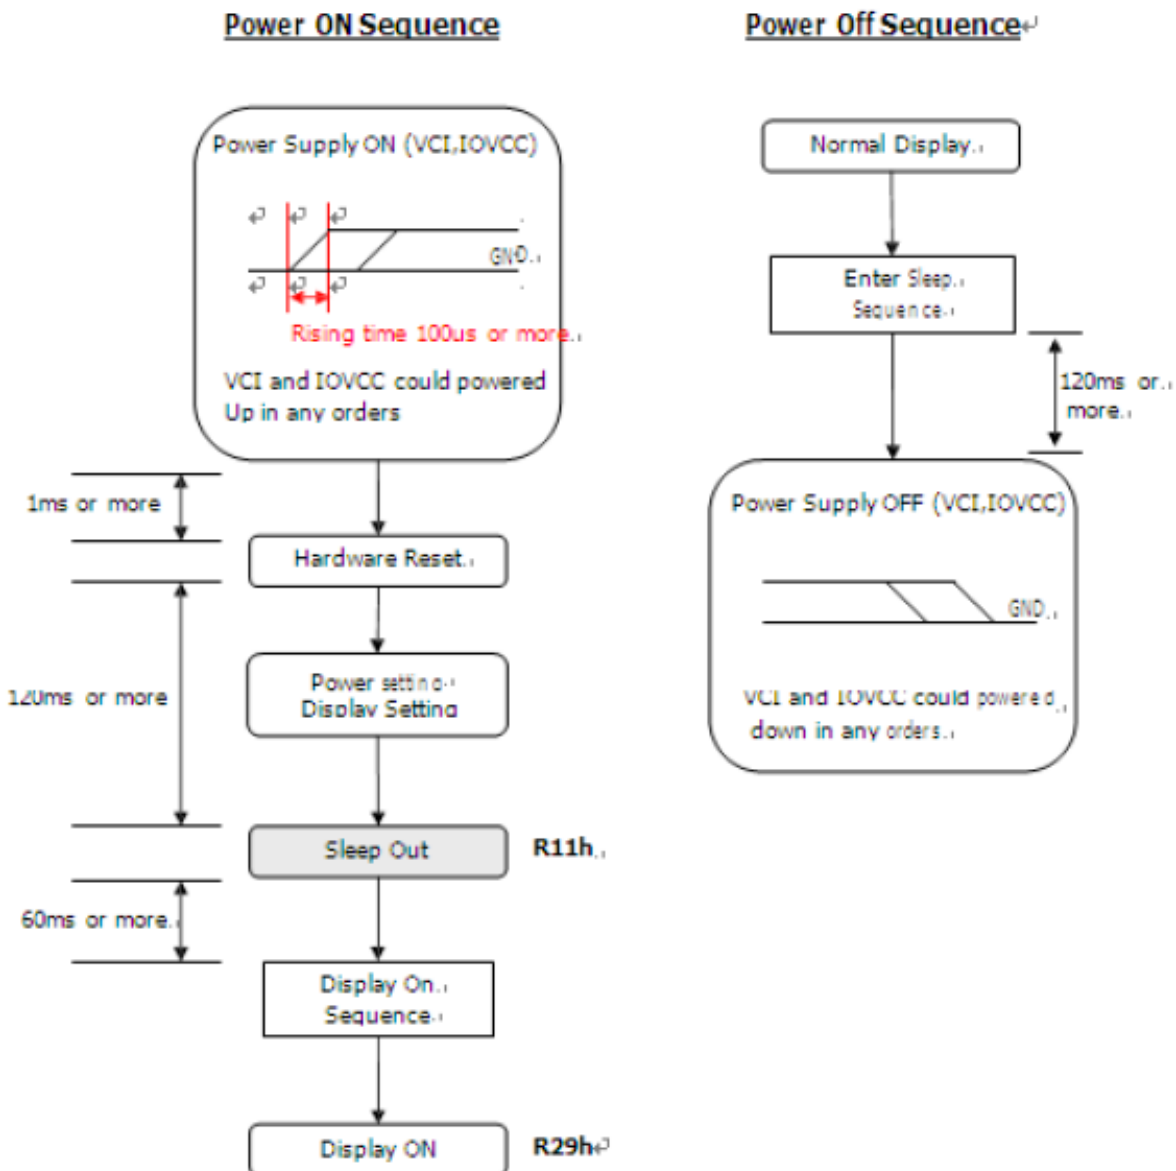 Power ON Sequence
Power Supply ON (VCI,IOVCC)
GND.
Rising time 100us or more.
VCI and IOVCC could powered
Up in any orders
1ms or more
Hardware Reset.
120ms or more
Power setting.
Display Setting
Sleep Out
R11h.
60ms or more.
Display On.
Sequence.
Display ON
R29h
Power Off Sequence
Normal Display.
Enter Sleep.
Sequence.
120ms or.
more.
Power Supply OFF (VCI,IOVCC)
GND.
VCI and IOVCC could powered
down in any orders.